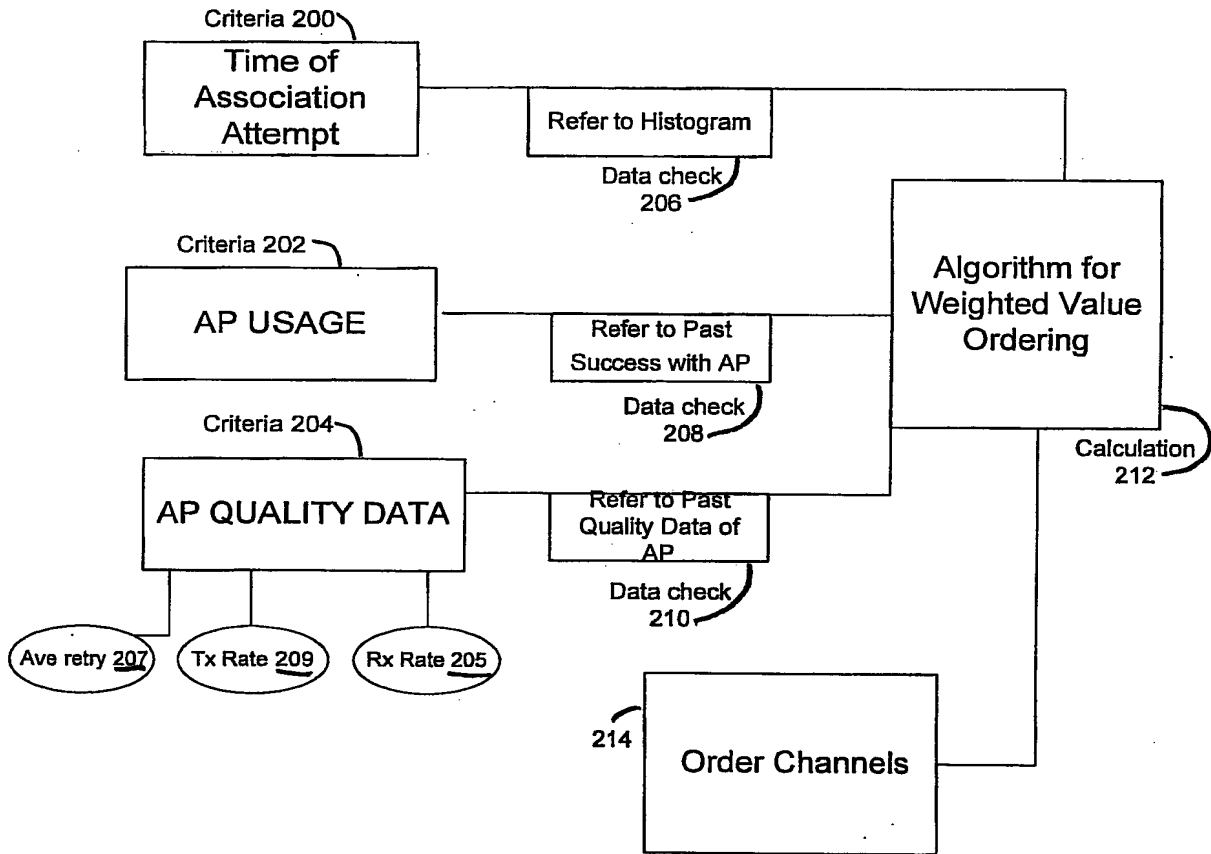 Criteria 200
Time of
Association
Attempt
Refer to Histogram
Data check
206
Criteria 202
AP USAGE
Refer to Past
Success with AP
Data check
208
Algorithm for
Weighted Value
Ordering
Calculation
212
Criteria 204
AP QUALITY DATA
Refer to Past
Quality Data of
AP
Data check
210
Ave retry 207
Tx Rate 209
Rx Rate 205
214
Order Channels